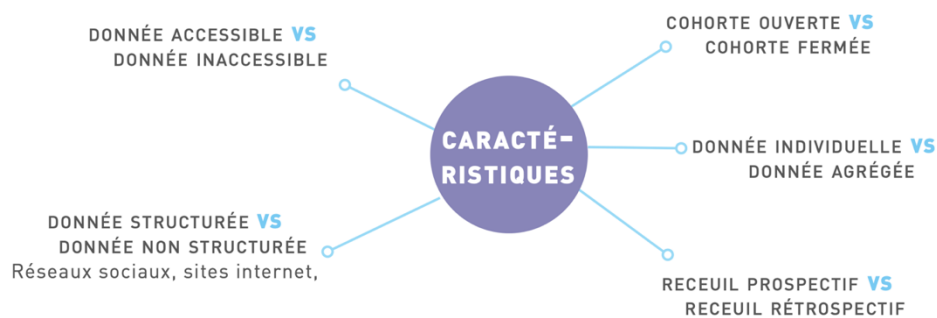 DONNÉE ACCESSIBLE VS
DONNÉE INACCESSIBLE
COHORTE OUVERTE VS
COHORTE FERMÉE
CARACTÉ-
RISTIQUES
DONNÉE INDIVIDUELLE VS
DONNÉE AGRÉGÉE
DONNÉE STRUCTURÉE VS
DONNÉE NON STRUCTURÉE
Réseaux sociaux, sites internet,
RECEUIL PROSPECTIF VS
RECEUIL RÉTROSPECTIF